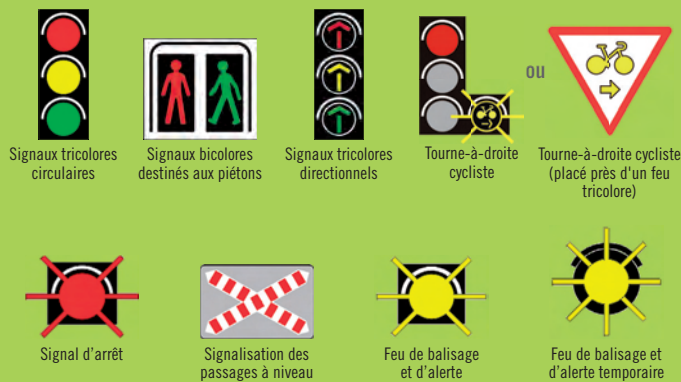 ou
Signaux tricolores
circulaires
Signaux bicolores
destinés aux piétons
Signaux tricolores
directionnels
Tourne-à-droite
cycliste
Tourne-à-droite cycliste
(placé près d'un feu
tricolore)
Signal d'arrêt
Signalisation des
passages à niveau
Feu de balisage
et d'alerte
Feu de balisage et
d'alerte temporaire